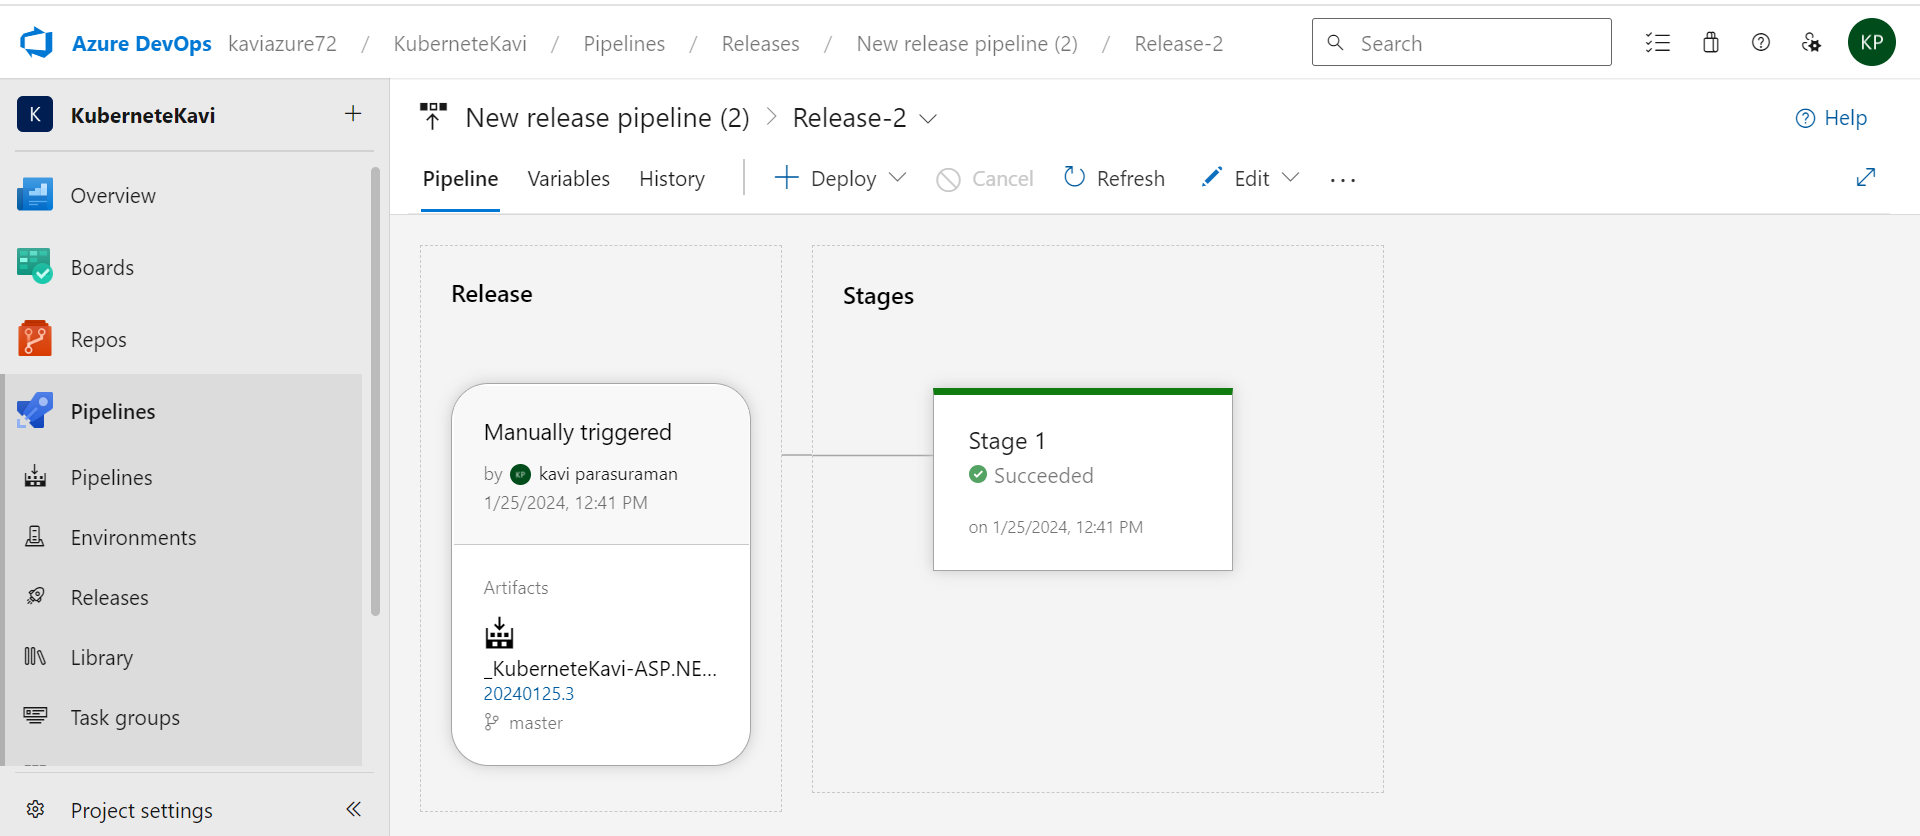 Azure DevOps kaviazure72 / KuberneteKavi / Pipelines / Releases / New release pipeline (2) / Release-2
Search
KP
K KuberneteKavi +
New release pipeline (2) > Release-2
Help
Pipeline Variables History Deploy Cancel Refresh Edit ...
Overview
Boards
Repos
Pipelines
Pipelines
Environments
Releases
Library
Task groups
Project settings
Release
Manually triggered
by KP kavi parasuraman
1/25/2024, 12:41 PM
Artifacts
_KuberneteKavi-ASP.NE...
20240125.3
master
Stages
Stage 1
Succeeded
on 1/25/2024, 12:41 PM